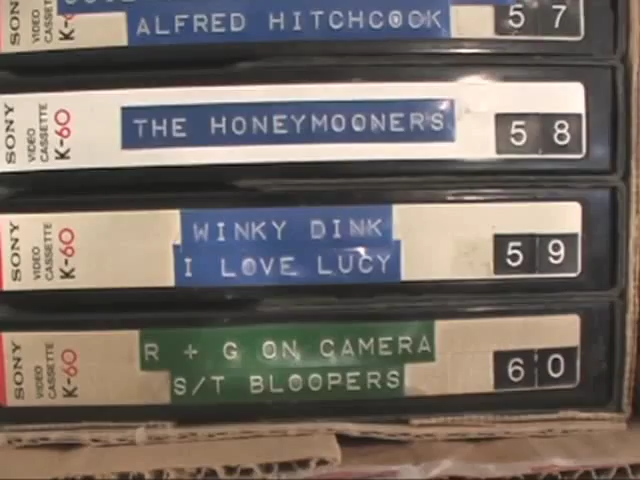 ALFRED HITCHCOCK
57
SONY
VIDEO CASSETTE
K-60
THE HONEYMOONERS
58
SONY
VIDEO CASSETTE
K-60
WINKY DINK
I LOVE LUCY
59
SONY
VIDEO CASSETTE
K-60
R + G ON CAMERA
S/T BLOOPERS
60